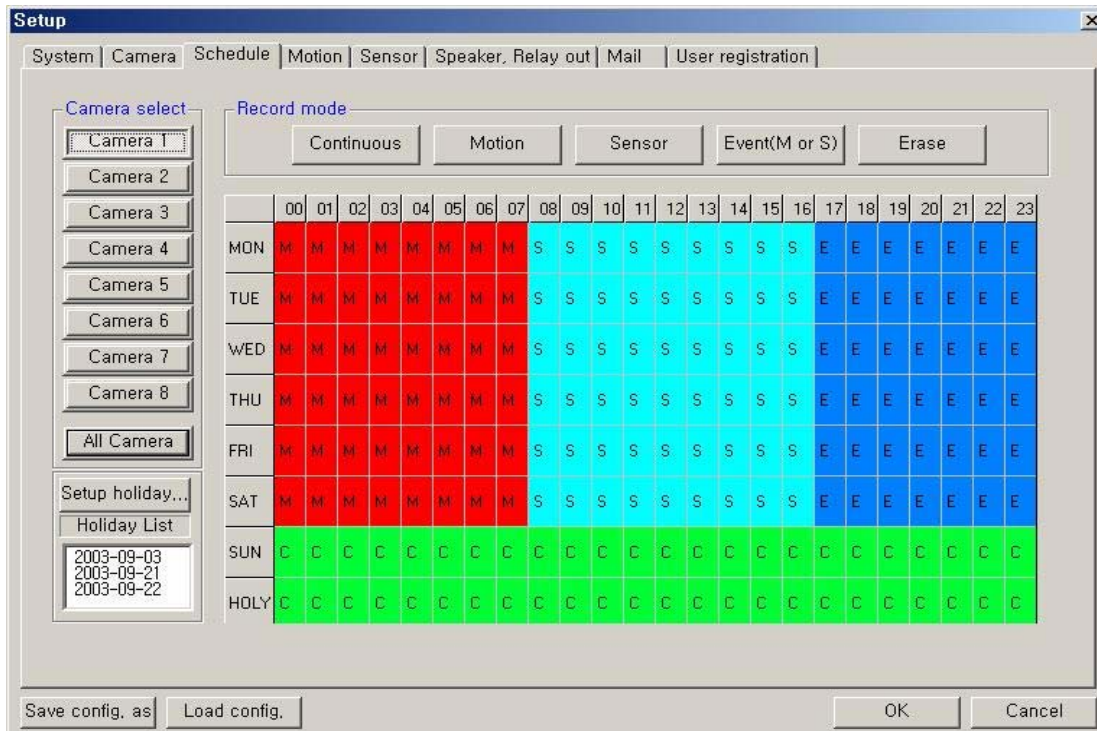 Setup
System Camera Schedule Motion Sensor Speaker, Relay out Mail User registration
Camera select
Camera 1
Camera 2
Camera 3
Camera 4
Camera 5
Camera 6
Camera 7
Camera 8
All Camera
Setup holiday...
Holiday List
2003-09-03
2003-09-21
2003-09-22
Record mode
Continuous Motion Sensor Event(M or S) Erase
00 01 02 03 04 05 06 07 08 09 10 11 12 13 14 15 16 17 18 19 20 21 22 23
MON M M M M M M M M S S S S S S S S S E E E E E E E
TUE M M M M M M M M S S S S S S S S S E E E E E E E
WED M M M M M M M M S S S S S S S S S E E E E E E E
THU M M M M M M M M S S S S S S S S S E E E E E E E
FRI M M M M M M M M S S S S S S S S S E E E E E E E
SAT M M M M M M M M S S S S S S S S S E E E E E E E
SUN C C C C C C C C C C C C C C C C C C C C C C C C
HOLY C C C C C C C C C C C C C C C C C C C C C C C C
Save config, as Load config, OK Cancel